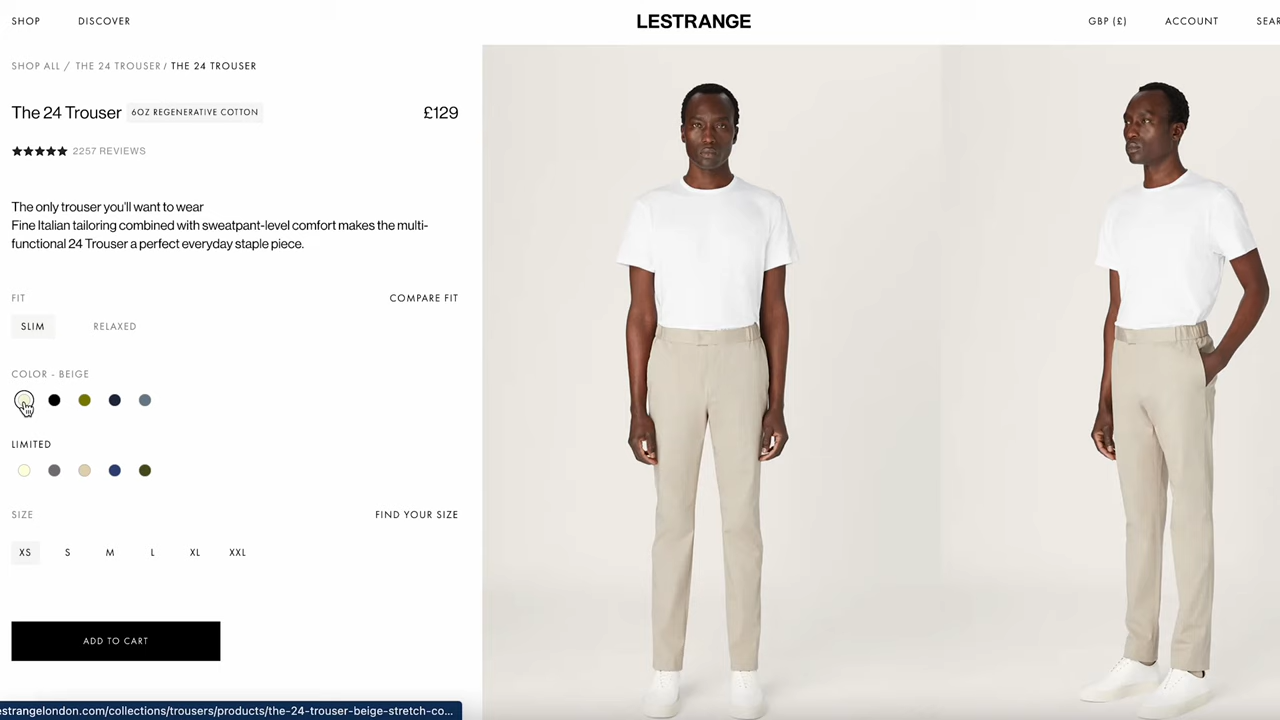 SHOP DISCOVER LESTRANGE GBP (£) ACCOUNT SEAR
SHOP ALL / THE 24 TROUSER / THE 24 TROUSER
The 24 Trouser 6OZ REGENERATIVE COTTON £129
2257 REVIEWS
The only trouser you'll want to wear
Fine Italian tailoring combined with sweatpant-level comfort makes the multi-
functional 24 Trouser a perfect everyday staple piece.
FIT COMPARE FIT
SLIM RELAXED
COLOR - BEIGE
LIMITED
SIZE FIND YOUR SIZE
XS S M L XL XXL
ADD TO CART
estrangelondon.com/collections/trousers/products/the-24-trouser-beige-stretch-co...